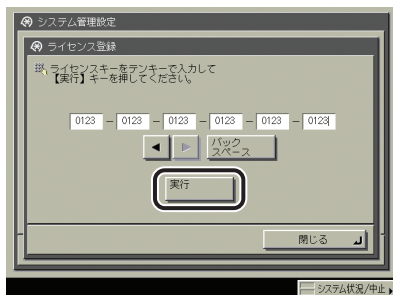 システム管理設定
ライセンス登録
ライセンスキーをテンキーで入力して
【実行】キーを押してください。
0123 － 0123 － 0123 － 0123 － 0123 － 0123
バック
スペース
実行
閉じる
システム状況/中止